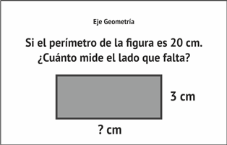 Eje Geometría
Si el perímetro de la figura es 20 cm.
¿Cuánto mide el lado que falta?
3 cm
? cm